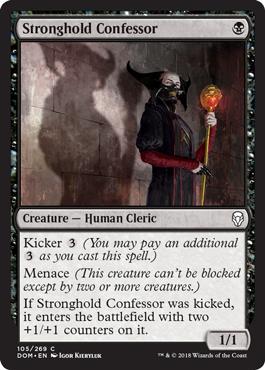 Stronghold Confessor
Creature — Human Cleric
Kicker 3 (You may pay an additional
3 as you cast this spell.)
Menace (This creature can't be blocked
except by two or more creatures.)
If Stronghold Confessor was kicked,
it enters the battlefield with two
+1/+1 counters on it.
1/1
105/269 C
DOM • EN Igor Kieryluk
™ & © 2018 Wizards of the Coast